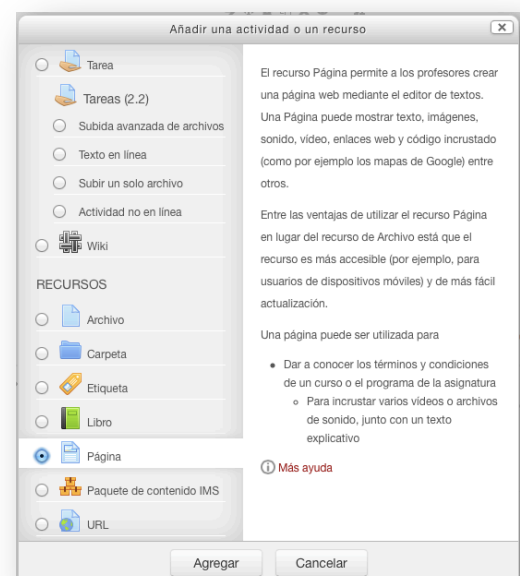 Añadir una actividad o un recurso
Tarea
Tareas (2.2)
Subida avanzada de archivos
Texto en línea
Subir un solo archivo
Actividad no en línea
Wiki
RECURSOS
Archivo
Carpeta
Etiqueta
Libro
Página
Paquete de contenido IMS
URL
El recurso Página permite a los profesores crear
una página web mediante el editor de textos.
Una Página puede mostrar texto, imágenes,
sonido, vídeo, enlaces web y código incrustado
(como por ejemplo los mapas de Google) entre
otros.
Entre las ventajas de utilizar el recurso Página
en lugar del recurso de Archivo está que el
recurso es más accesible (por ejemplo, para
usuarios de dispositivos móviles) y de más fácil
actualización.
Una página puede ser utilizada para
Dar a conocer los términos y condiciones
de un curso o el programa de la asignatura
Para incrustar varios videos o archivos
de sonido, junto con un texto
explicativo
Más ayuda
Agregar
Cancelar